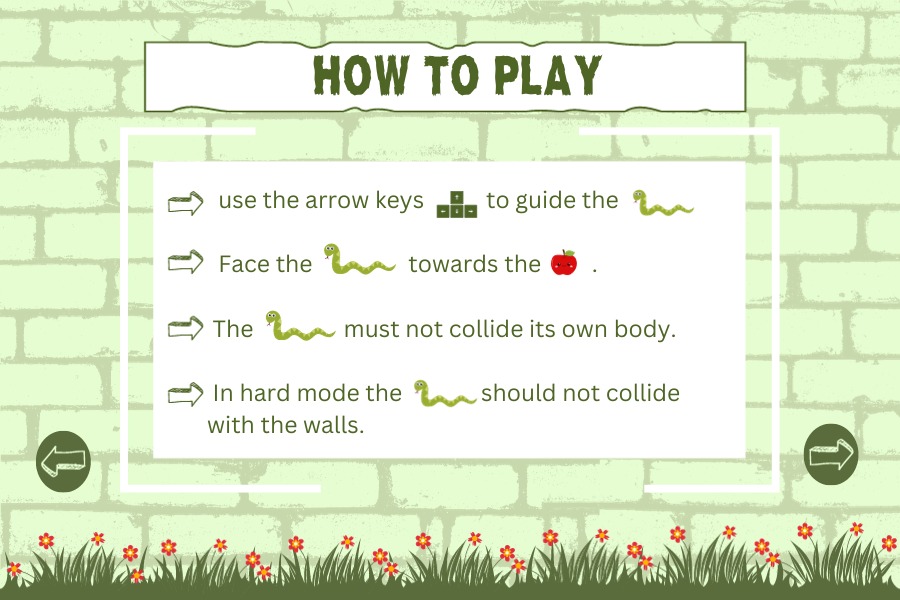 HOW TO PLAY
use the arrow keys to guide the
Face the towards the .
The must not collide its own body.
In hard mode the should not collide
with the walls.